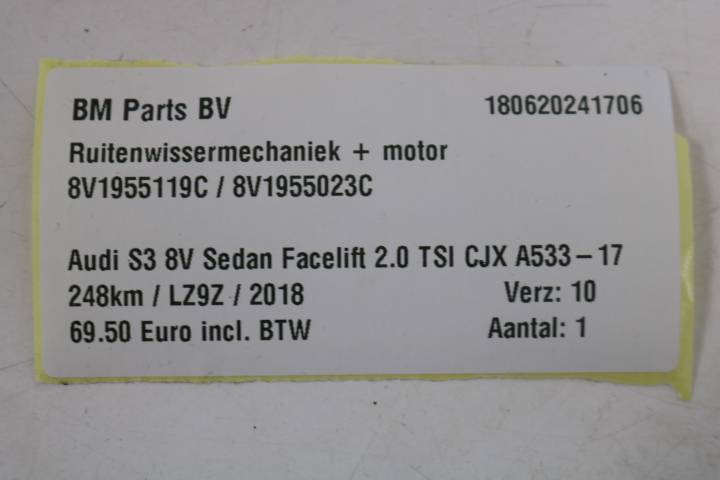 BM Parts BV 180620241706
Ruitenwissermechaniek + motor
8V1955119C / 8V1955023C
Audi S3 8V Sedan Facelift 2.0 TSI CJX A533-17
248km / LZ9Z / 2018 Verz: 10
69.50 Euro incl. BTW Aantal: 1